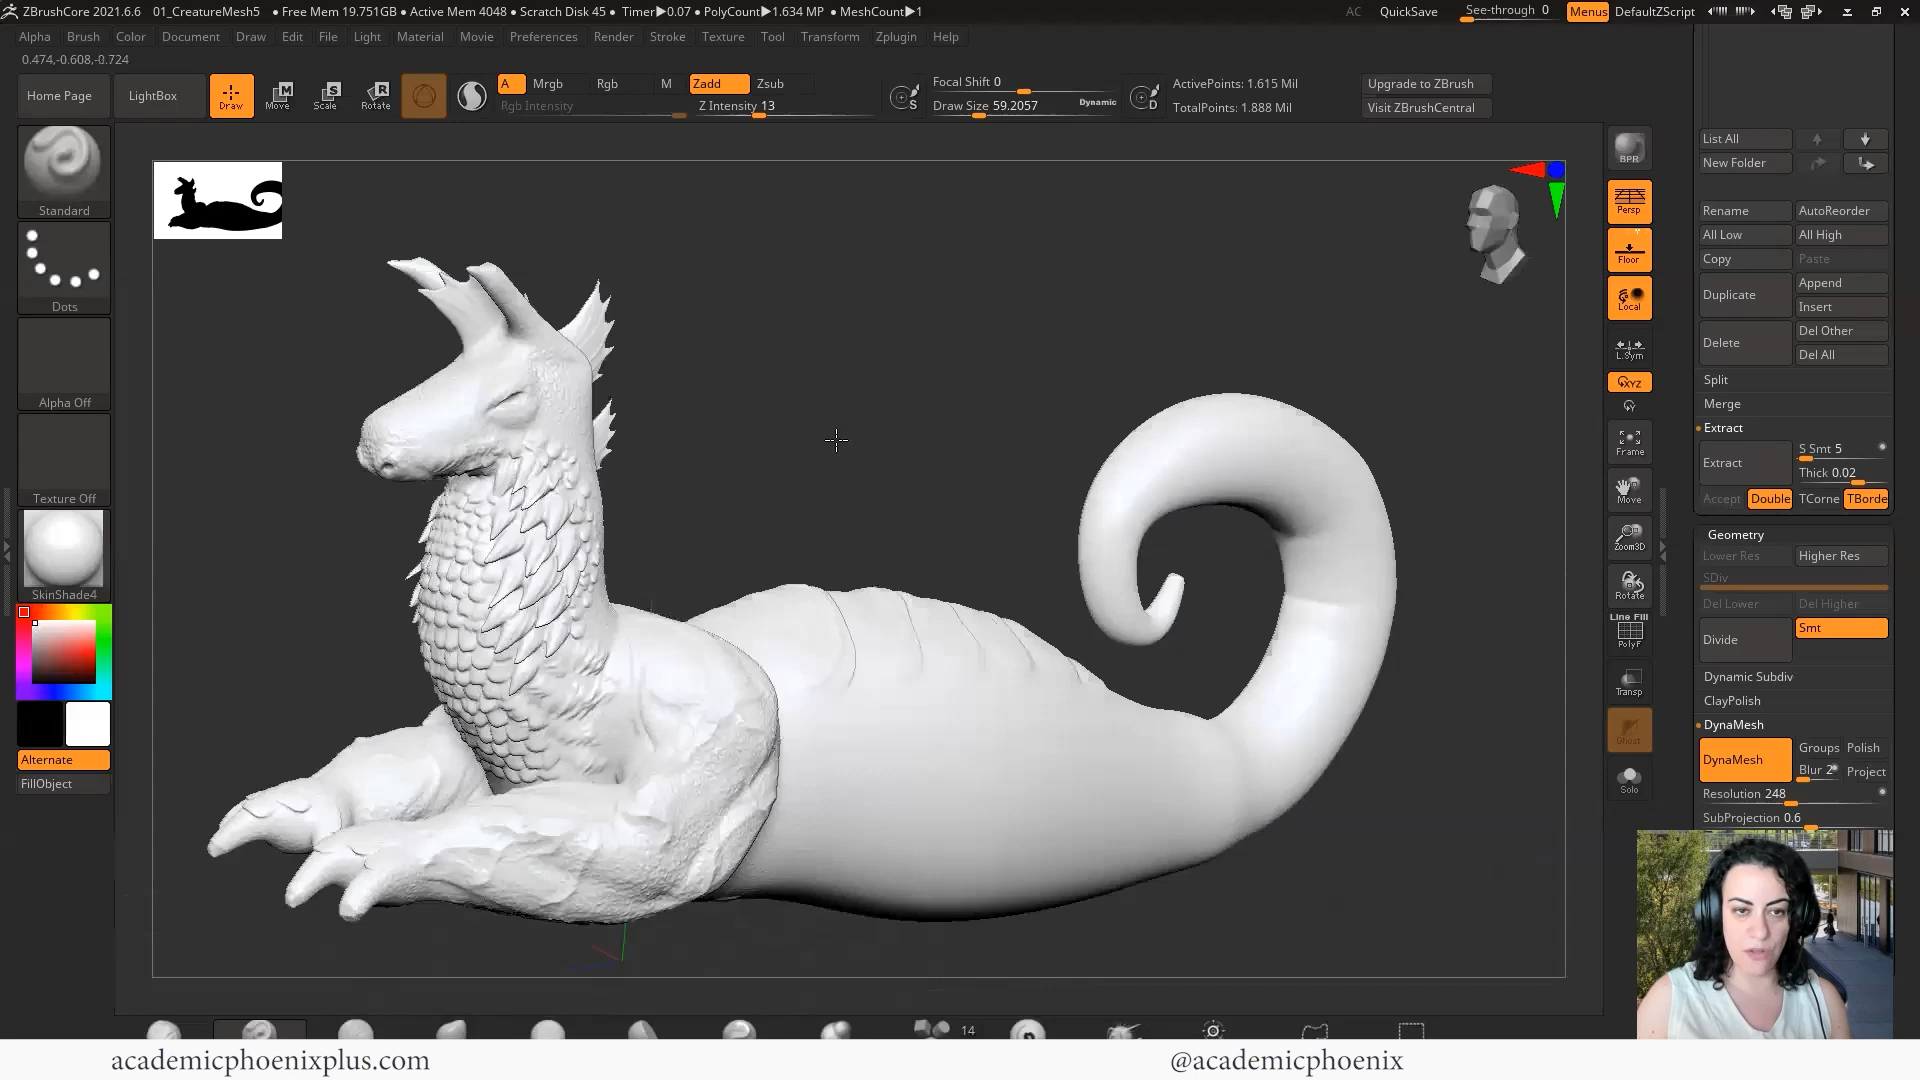 ZBrushCore 2021.6.6 01_CreatureMesh5 ● Free Mem 19.751GB ● Active Mem 4048 ● Scratch Disk 45 ● Timer▶0.07 ● PolyCount▶1.634 MP ● MeshCount▶1 AC QuickSave See-through 0 Menus DefaultZScript
Alpha Brush Color Document Draw Edit File Light Material Movie Preferences Render Stroke Texture Tool Transform Zplugin Help
0.474,-0.608,-0.724
Home Page LightBox Draw Move Scale Rotate
A Mrgb Rgb M Zadd Zsub
Rgb Intensity Z Intensity 13
Focal Shift 0
Draw Size 59.2057 Dynamic
ActivePoints: 1.615 Mil
TotalPoints: 1.888 Mil
Upgrade to ZBrush
Visit ZBrushCentral
Standard
Dots
Alpha Off
Texture Off
SkinShade4
Alternate
FillObject
BPR
Persp
Floor
Local
L.Sym
XYZ
Frame
Move
Zoom3D
Rotate
Line Fill
PolyF
Transp
Ghost
Solo
List All
New Folder
Rename AutoReorder
All Low All High
Copy Paste
Duplicate Append
Insert
Delete Del Other
Del All
Split
Merge
Extract
Extract S Smt 5
Thick 0.02
Accept Double TCorne TBorde
Geometry
Lower Res Higher Res
SDiv
Del Lower Del Higher
Divide Smt
Dynamic Subdiv
ClayPolish
DynaMesh
DynaMesh Groups Polish
Blur 2 Project
Resolution 248
SubProjection 0.6
14
academicphoenixplus.com @academicphoenix